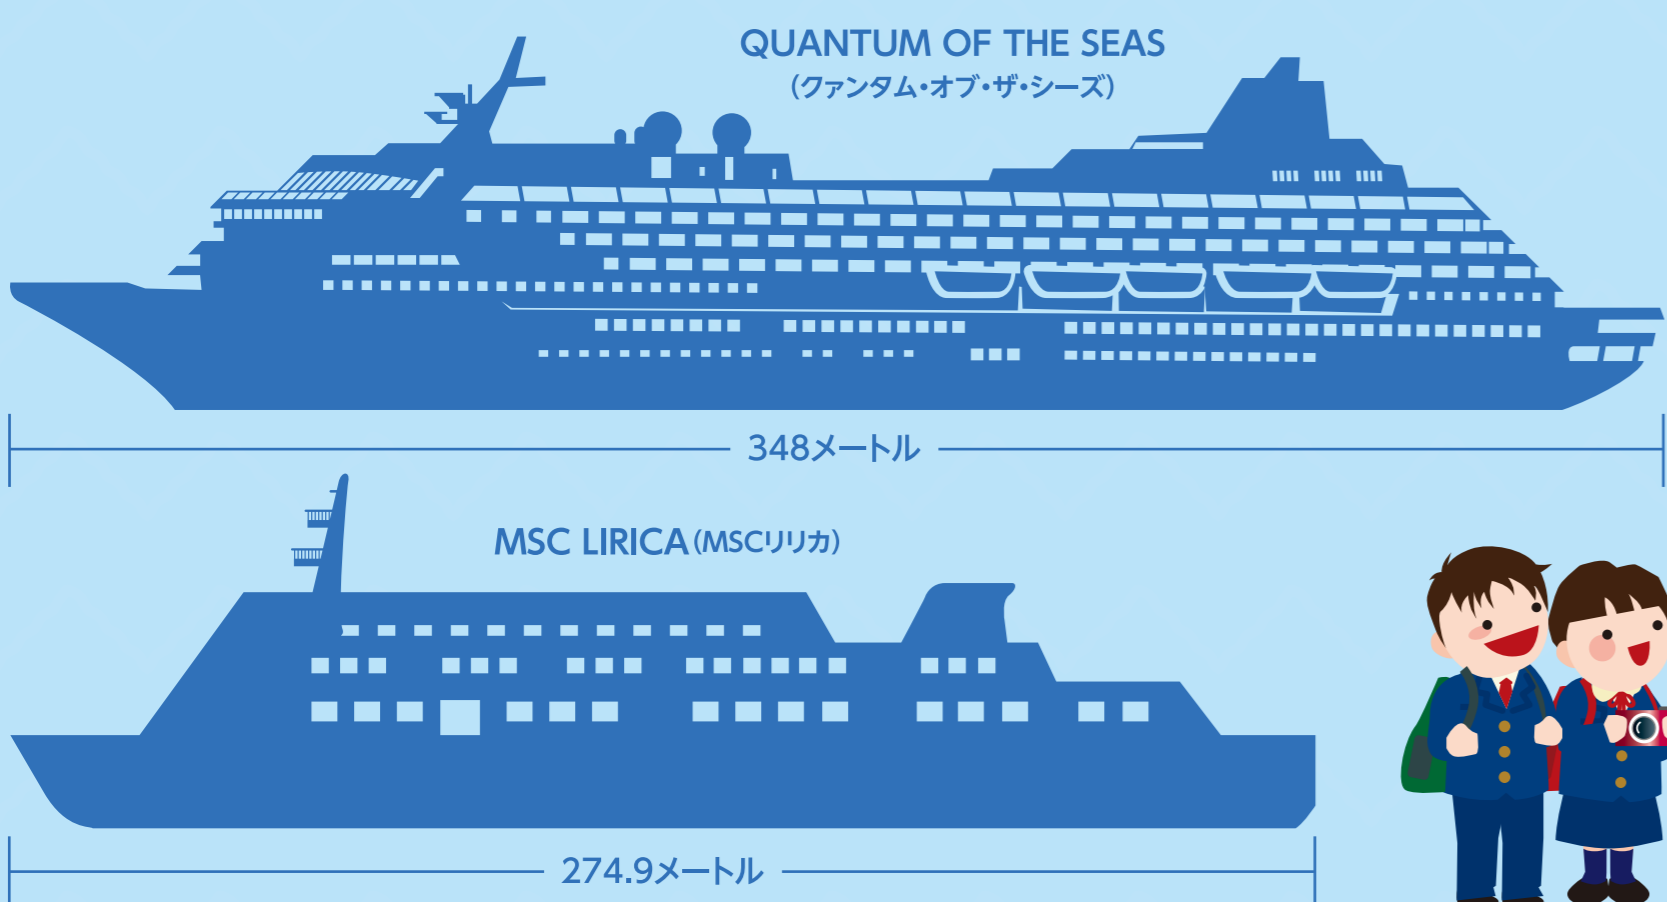 QUANTUM OF THE SEAS
（クァンタム・オブ・ザ・シーズ）
348メートル
MSC LIRICA（MSCリリカ）
274.9メートル